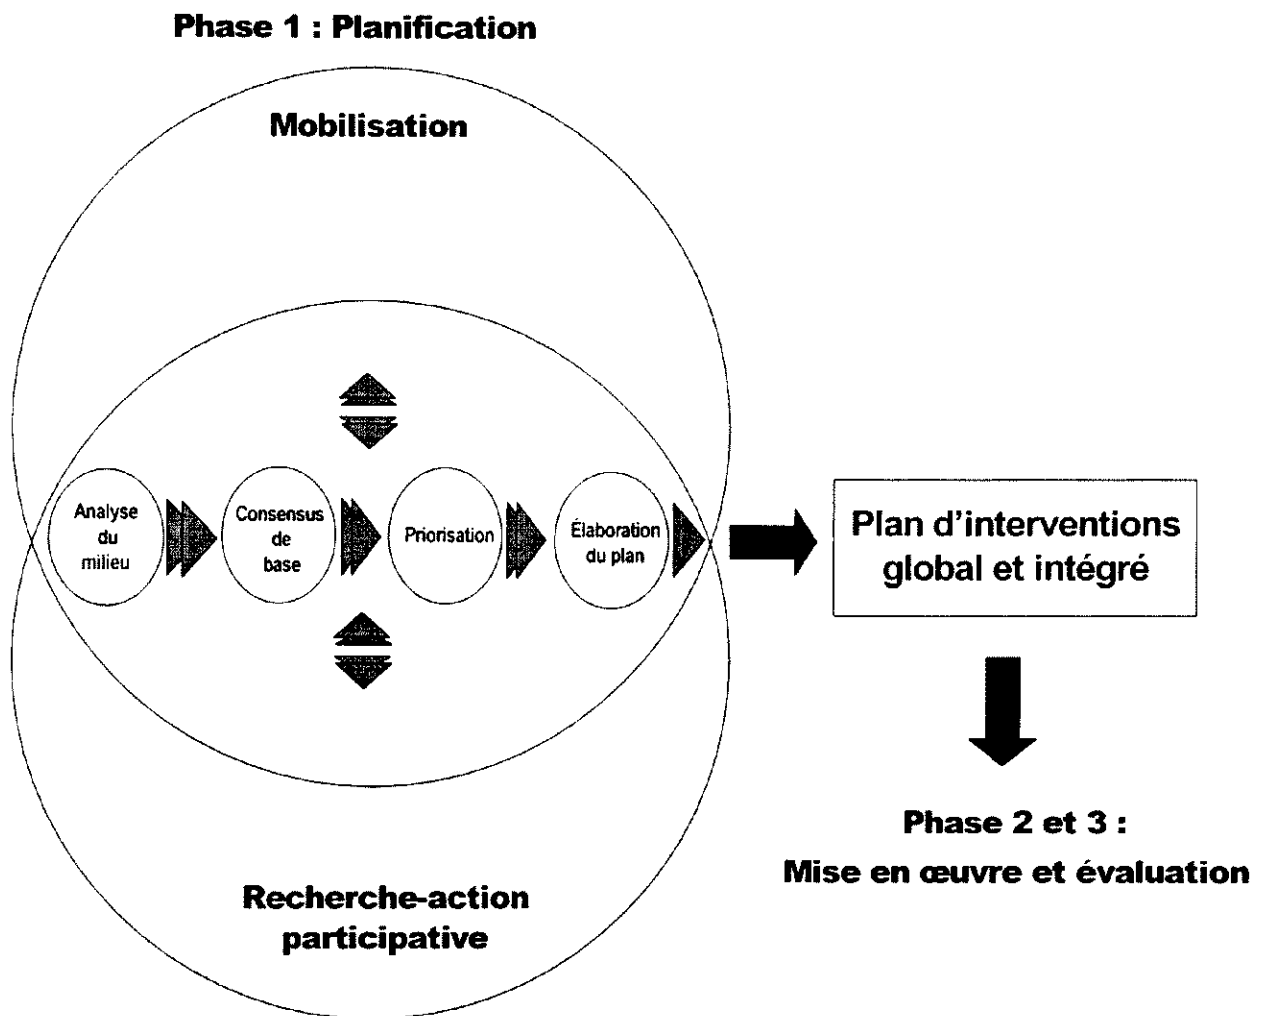 Phase 1 : Planification
Mobilisation
Analyse
du
milieu
Consensus
de
base
Priorisation
Élaboration
du plan
Plan d'interventions
global et intégré
Phase 2 et 3 :
Mise en œuvre et évaluation
Recherche-action
participative